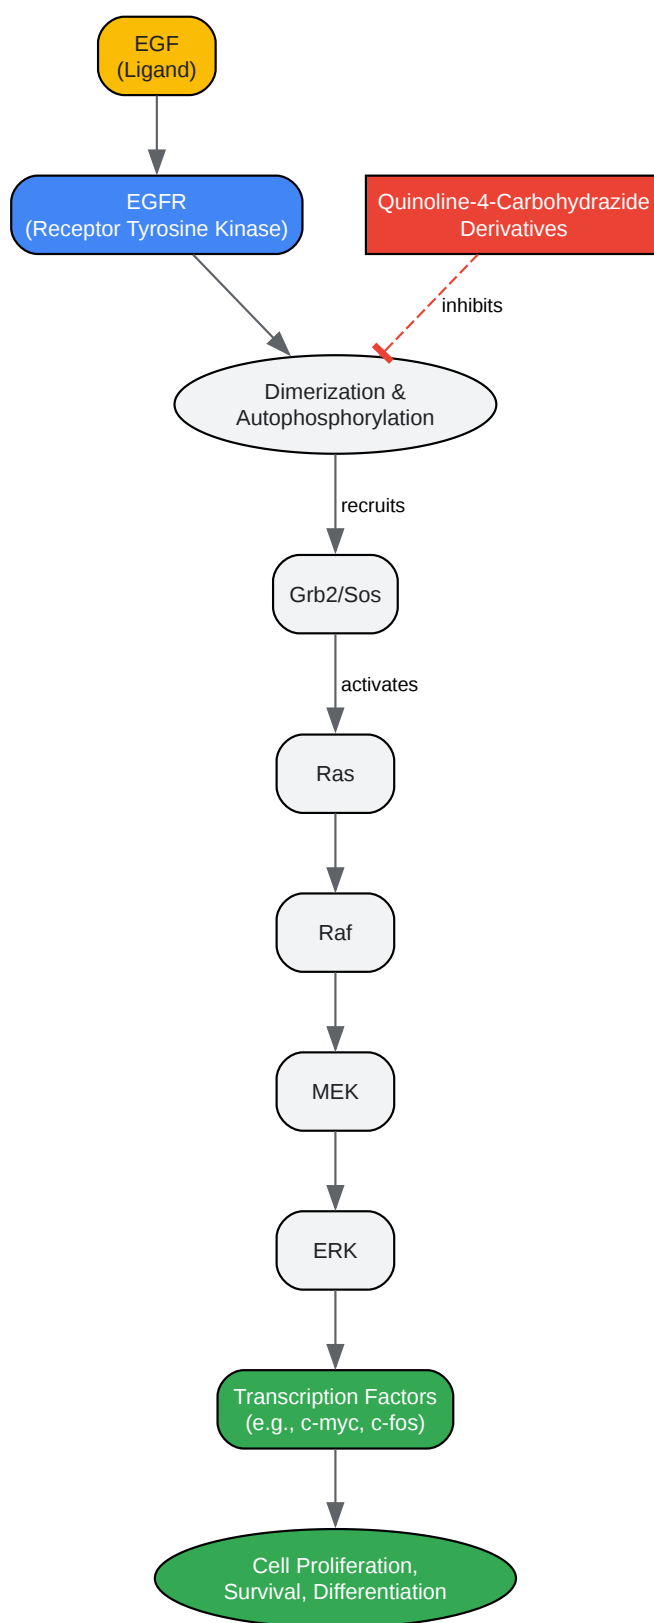 EGF
(Ligand)
EGFR
(Receptor Tyrosine Kinase)
Quinoline-4-Carbohydrazide
Derivatives
inhibits
Dimerization &
Autophosphorylation
recruits
Grb2/Sos
activates
Ras
Raf
MEK
ERK
Transcription Factors
(e.g., c-myc, c-fos)
Cell Proliferation,
Survival, Differentiation